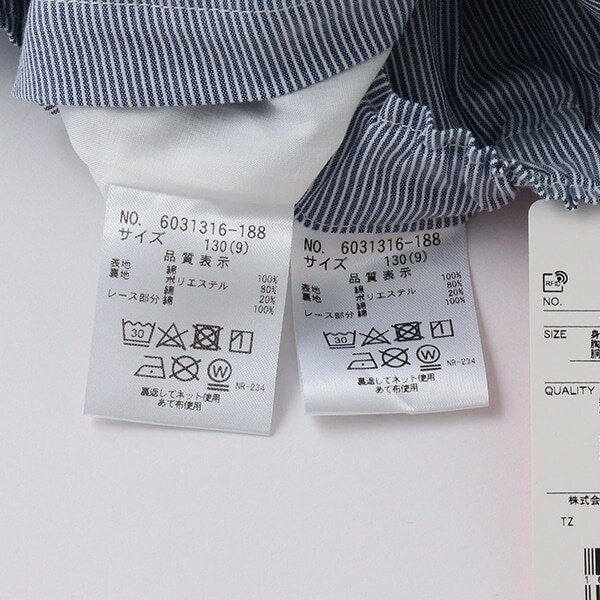 NO. 6031316-188
サイズ 130(9)
品質表示
表地 綿 100%
裏地 ポリエステル 80%
綿 20%
レース部分 綿 100%
30
NR-234
裏返してネット使用
あて布使用
NO. 6031316-188
サイズ 130(9)
品質表示
表地 綿 100%
裏地 ポリエステル 80%
綿 20%
レース部分 綿 100%
30
NR-234
裏返してネット使用
あて布使用
RFID
NO.
SIZE 身
胸
胴
QUALITY
株式会
TZ
1